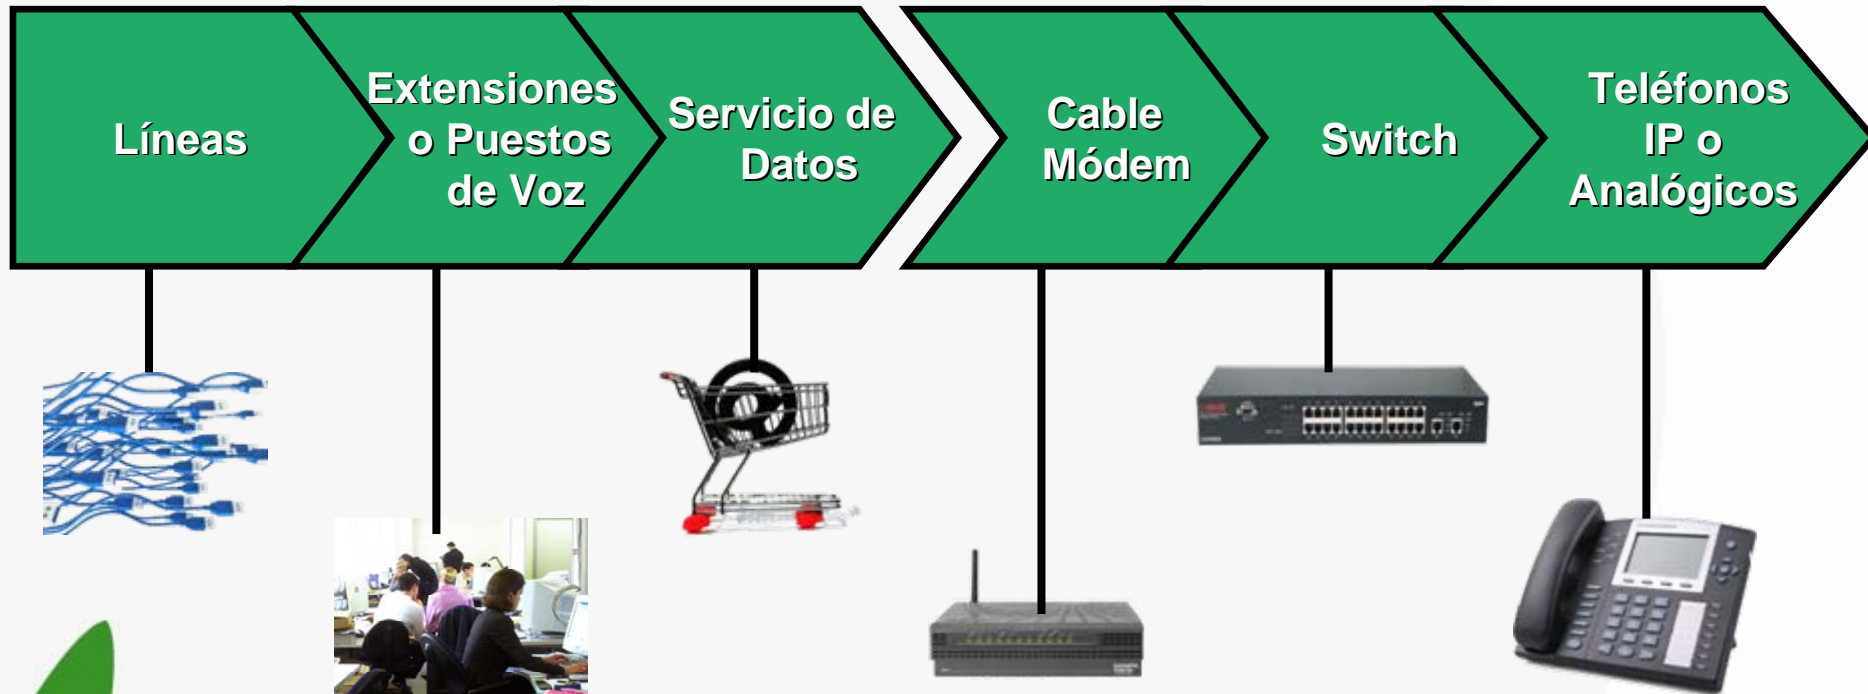 Líneas
Extensiones
o Puestos
de Voz
Servicio de
Datos
Cable
Módem
Switch
Teléfonos
IP o
Analógicos